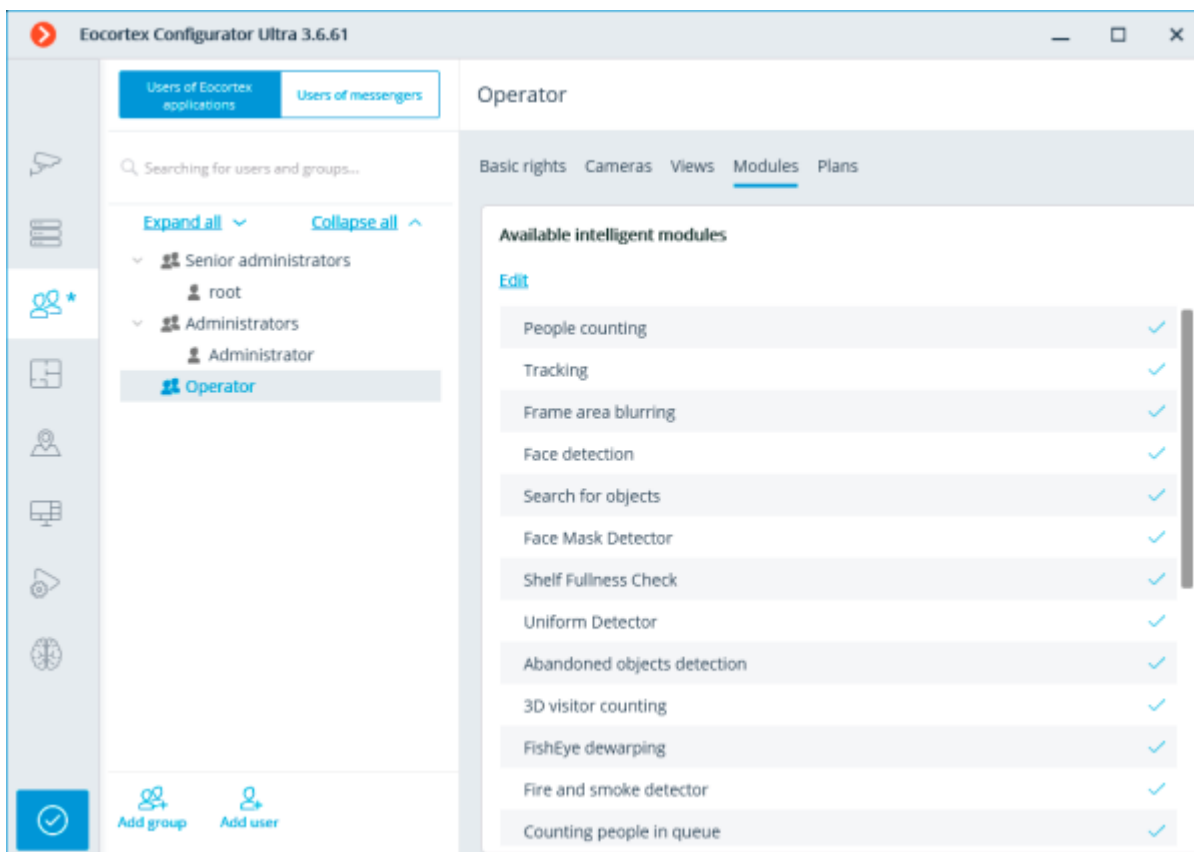 Eocortex Configurator Ultra 3.6.61
Users of Eocortex
applications
Users of messengers
Searching for users and groups...
Expand all
Collapse all
Senior administrators
root
Administrators
Administrator
Operator
Add group
Add user
Operator
Basic rights Cameras Views Modules Plans
Available intelligent modules
Edit
People counting
Tracking
Frame area blurring
Face detection
Search for objects
Face Mask Detector
Shelf Fullness Check
Uniform Detector
Abandoned objects detection
3D visitor counting
FishEye dewarping
Fire and smoke detector
Counting people in queue